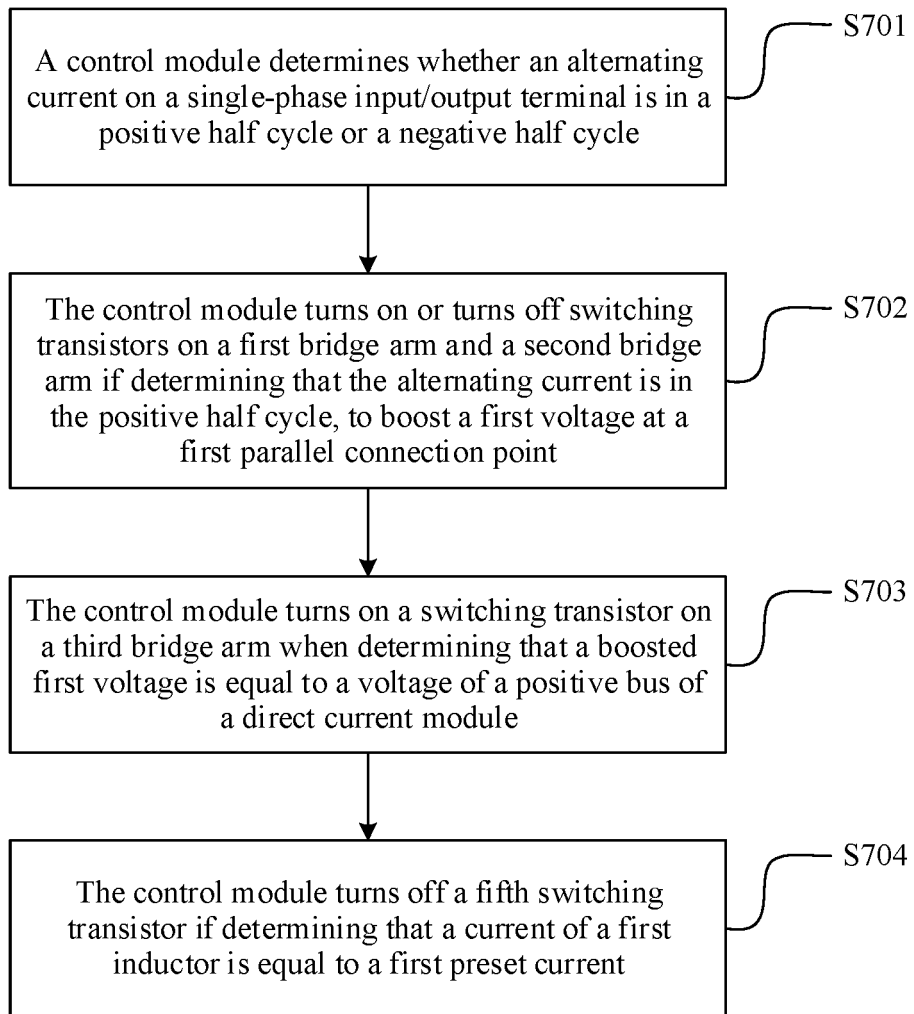 A control module determines whether an alternating
current on a single-phase input/output terminal is in a
positive half cycle or a negative half cycle
S701
The control module turns on or turns off switching
transistors on a first bridge arm and a second bridge
arm if determining that the alternating current is in
the positive half cycle, to boost a first voltage at a
first parallel connection point
S702
The control module turns on a switching transistor on
a third bridge arm when determining that a boosted
first voltage is equal to a voltage of a positive bus of
a direct current module
S703
The control module turns off a fifth switching
transistor if determining that a current of a first
inductor is equal to a first preset current
S704